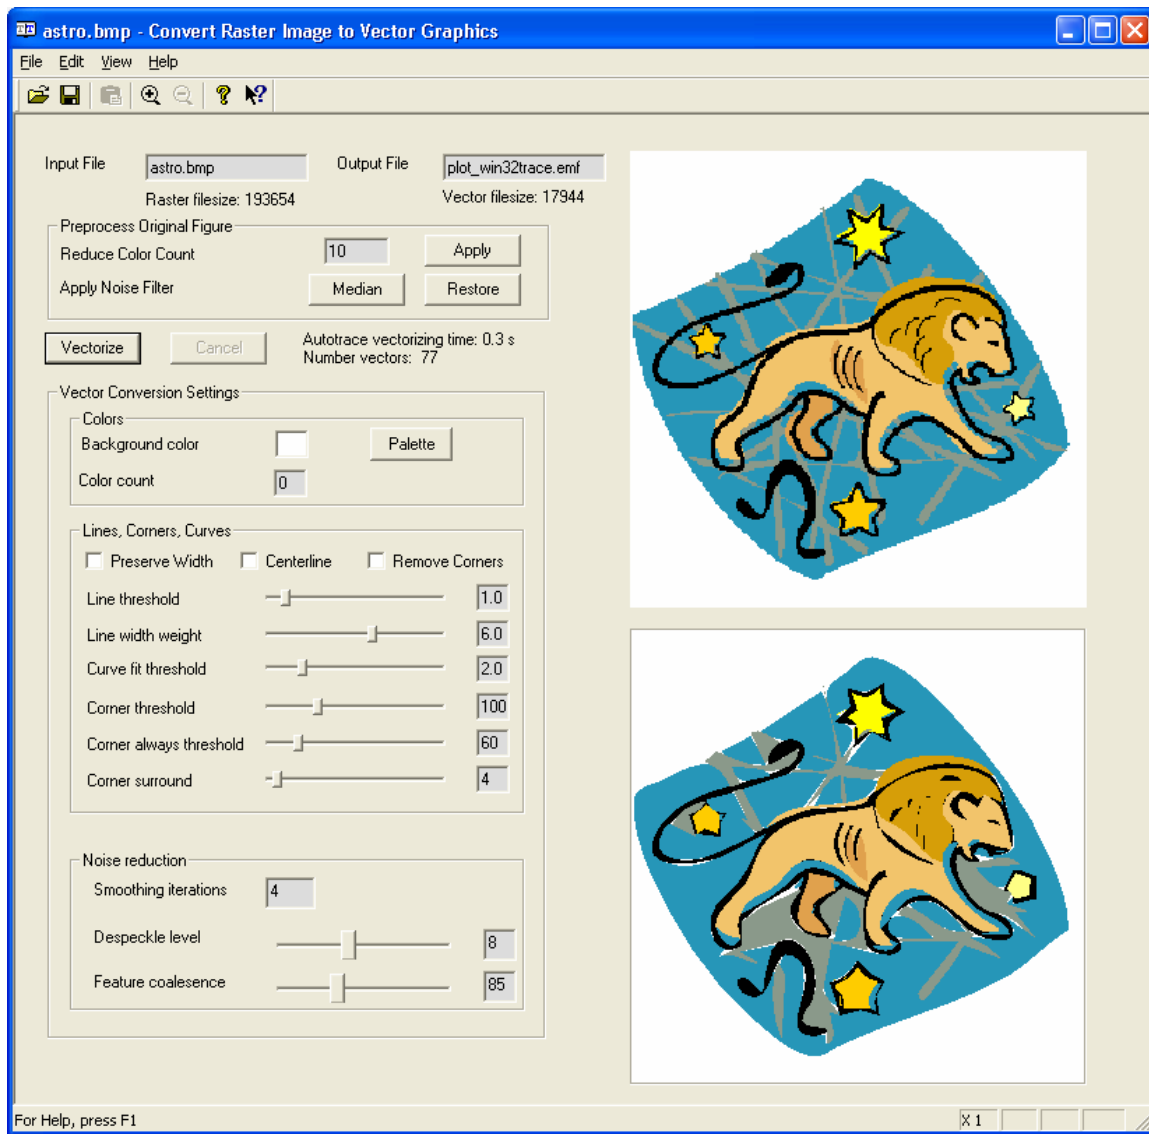 astro.bmp - Convert Raster Image to Vector Graphics
File Edit View Help
Input File astro.bmp Output File plot_win32trace.emf
Raster filesize: 193654 Vector filesize: 17944
Preprocess Original Figure
Reduce Color Count 10 Apply
Apply Noise Filter Median Restore
Vectorize Cancel Autotrace vectorizing time: 0.3 s
Number vectors: 77
Vector Conversion Settings
Colors
Background color Palette
Color count 0
Lines, Corners, Curves
Preserve Width Centerline Remove Corners
Line threshold 1.0
Line width weight 6.0
Curve fit threshold 2.0
Corner threshold 100
Corner always threshold 60
Corner surround 4
Noise reduction
Smoothing iterations 4
Despeckle level 8
Feature coalesence 85
For Help, press F1 X 1